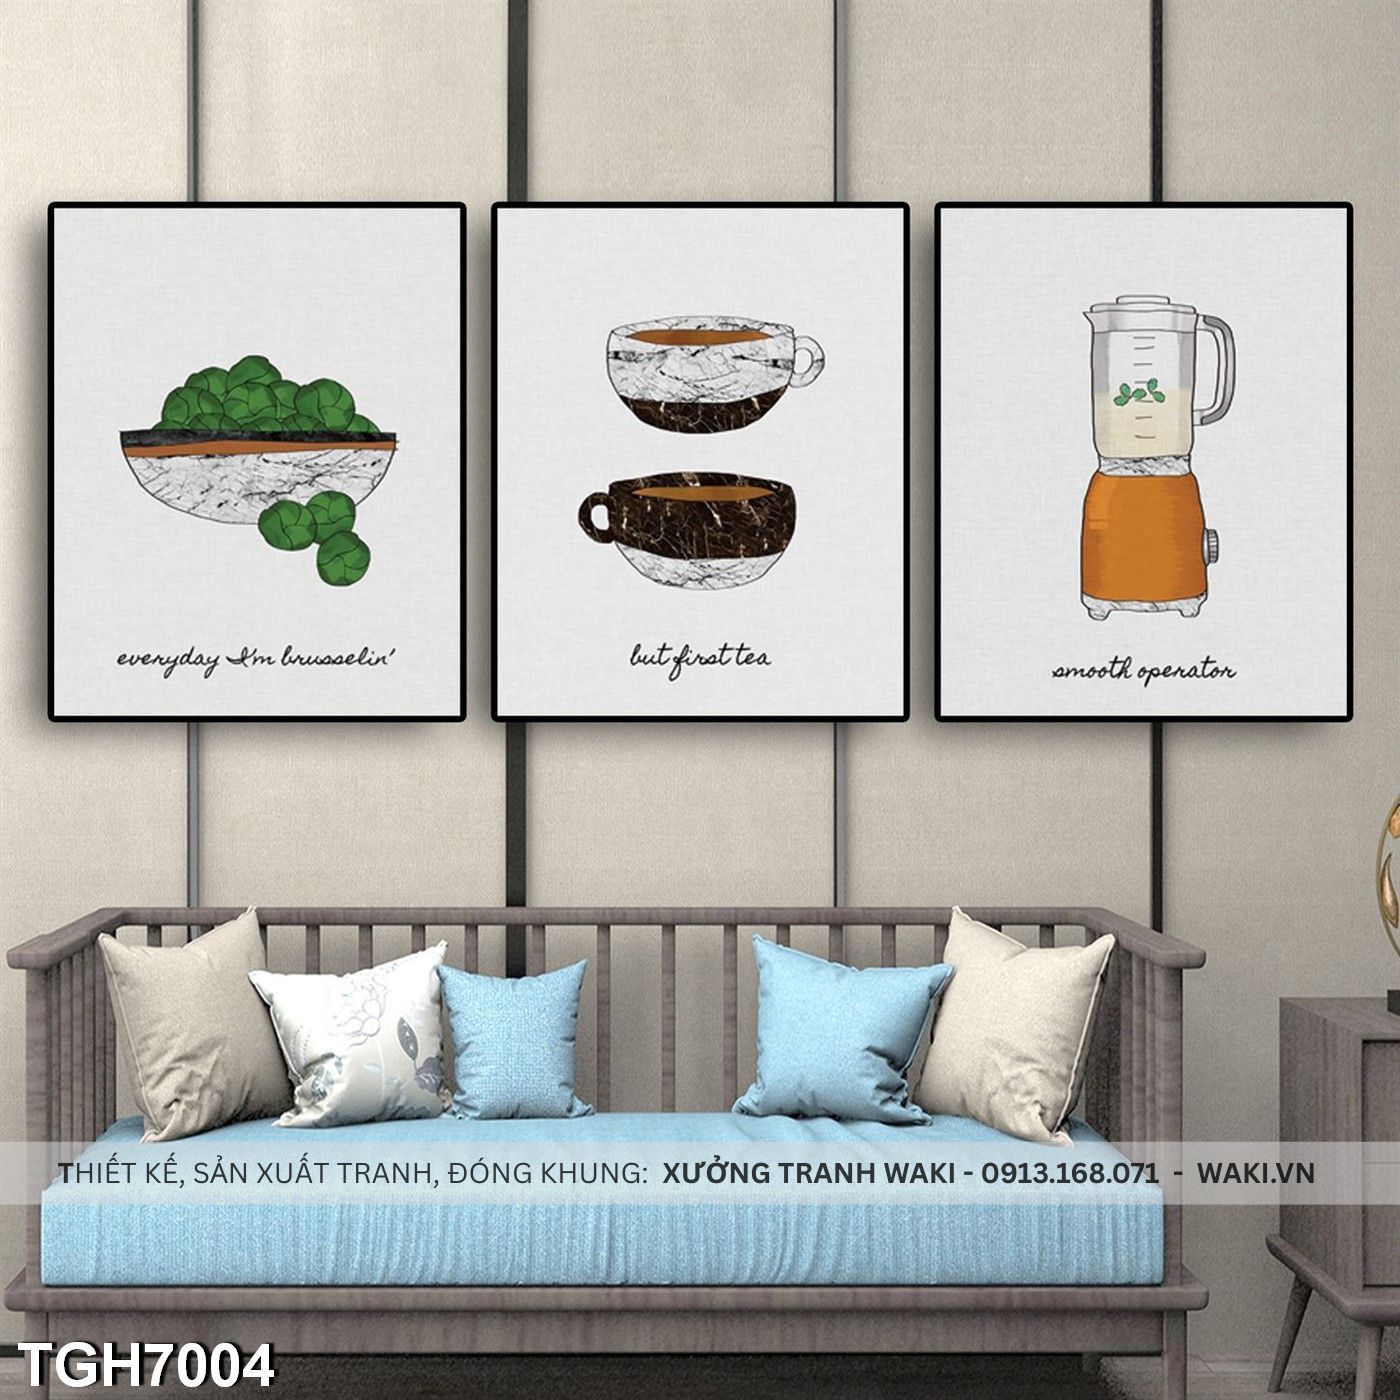 everyday I'm brusselin'
but first tea
smooth operator
THIẾT KẾ, SẢN XUẤT TRANH, ĐÓNG KHUNG: XƯỞNG TRANH WAKI - 0913.168.071 - WAKI.VN
TGH7004